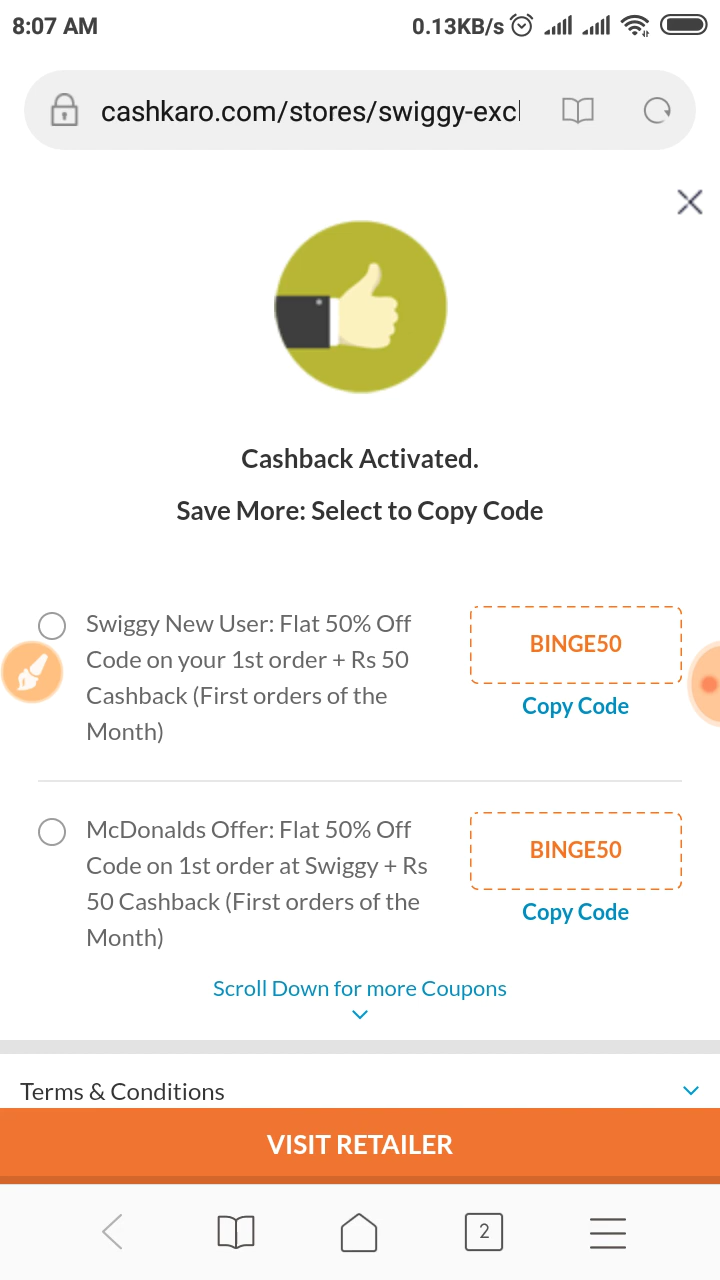 8:07 AM 0.13KB/s
cashkaro.com/stores/swiggy-excl
Cashback Activated.
Save More: Select to Copy Code
Swiggy New User: Flat 50% Off
Code on your 1st order + Rs 50
Cashback (First orders of the
Month)
BINGE50
Copy Code
McDonalds Offer: Flat 50% Off
Code on 1st order at Swiggy + Rs
50 Cashback (First orders of the
Month)
BINGE50
Copy Code
Scroll Down for more Coupons
Terms & Conditions
VISIT RETAILER
2